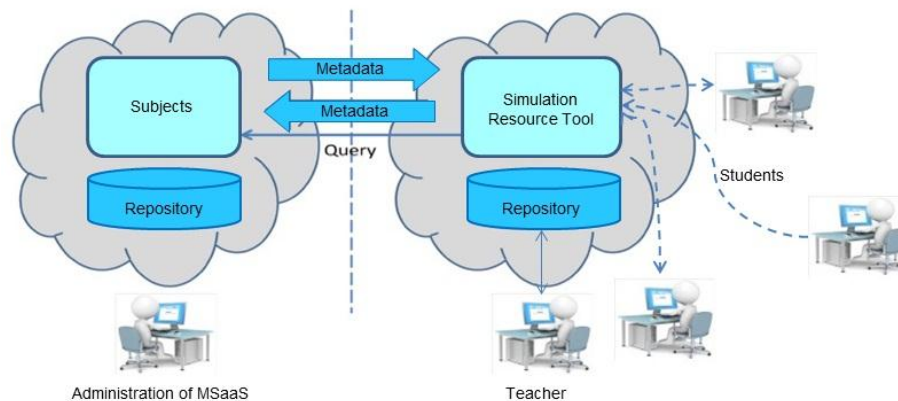 Metadata
Subjects
Metadata
Simulation
Resource Tool
Query
Students
Repository
Repository
Administration of MSaaS
Teacher